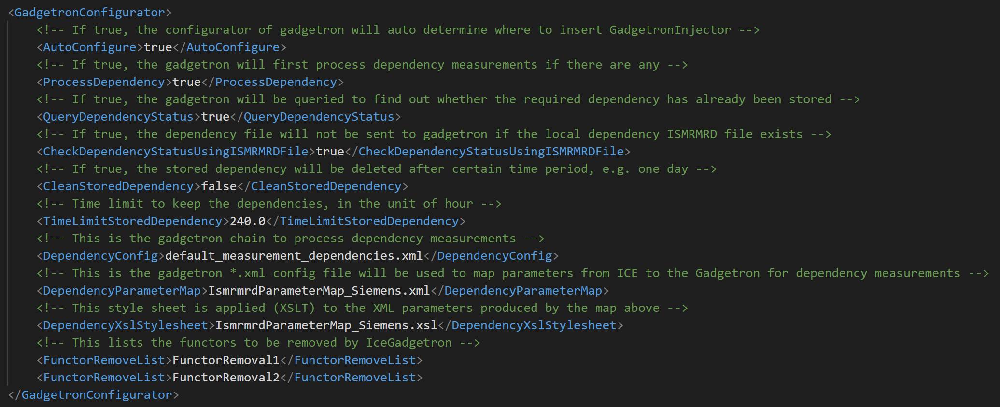 <GadgetronConfigurator>
<!-- If true, the configurator of gadgetron will auto determine where to insert GadgetronInjector -->
<AutoConfigure>true</AutoConfigure>
<!-- If true, the gadgetron will first process dependency measurements if there are any -->
<ProcessDependency>true</ProcessDependency>
<!-- If true, the gadgetron will be queried to find out whether the required dependency has already been stored -->
<QueryDependencyStatus>true</QueryDependencyStatus>
<!-- If true, the dependency file will not be sent to gadgetron if the local dependency ISMRMRD file exists -->
<CheckDependencyStatusUsingISMRMRDFile>true</CheckDependencyStatusUsingISMRMRDFile>
<!-- If true, the stored dependency will be deleted after certain time period, e.g. one day -->
<CleanStoredDependency>false</CleanStoredDependency>
<!-- Time limit to keep the dependencies, in the unit of hour -->
<TimeLimitStoredDependency>240.0</TimeLimitStoredDependency>
<!-- This is the gadgetron chain to process dependency measurements -->
<DependencyConfig>default_measurement_dependencies.xml</DependencyConfig>
<!-- This is the gadgetron *.xml config file will be used to map parameters from ICE to the Gadgetron for dependency measurements -->
<DependencyParameterMap>IsmrmrdParameterMap_Siemens.xml</DependencyParameterMap>
<!-- This style sheet is applied (XSLT) to the XML parameters produced by the map above -->
<DependencyXslStylesheet>IsmrmrdParameterMap_Siemens.xsl</DependencyXslStylesheet>
<!-- This lists the functors to be removed by IceGadgetron -->
<FunctorRemoveList>FunctorRemoval1</FunctorRemoveList>
<FunctorRemoveList>FunctorRemoval2</FunctorRemoveList>
</GadgetronConfigurator>